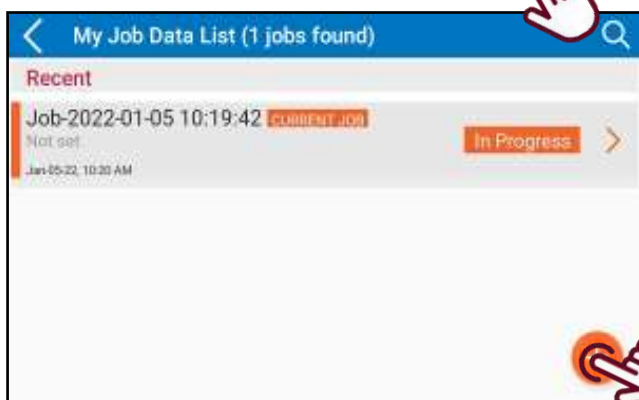 My Job Data List (1 jobs found)
Recent
Job-2022-01-05 10:19:42 CURRENT JOB
Not set
In Progress
Jan-05-22, 10:20 AM